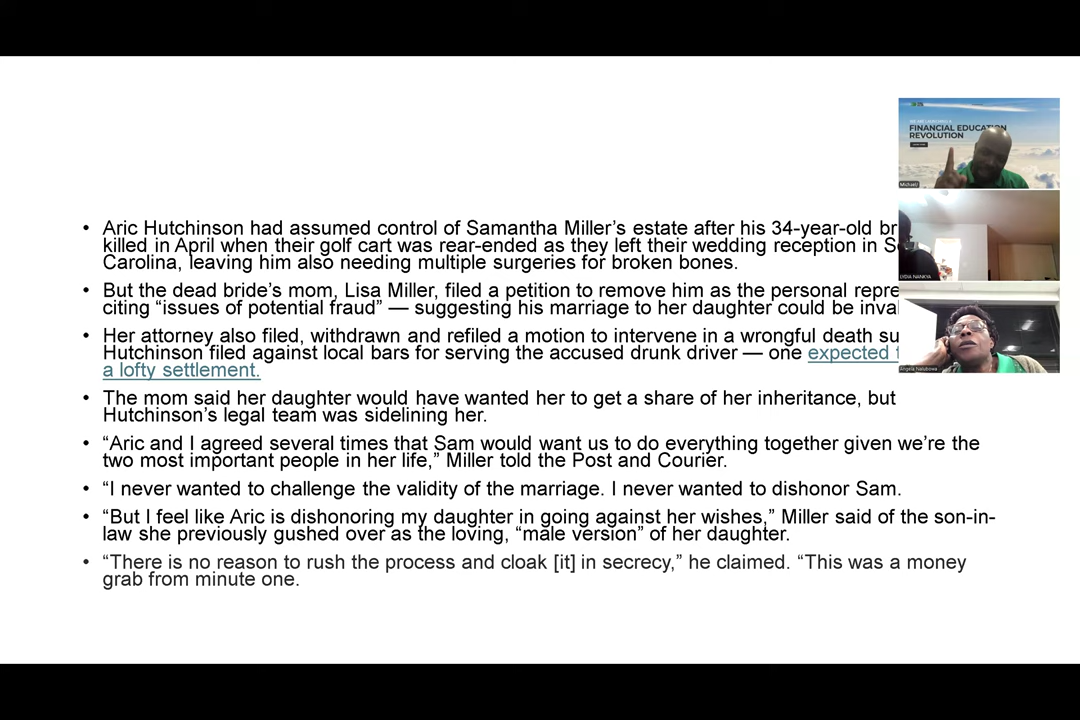 FINANCIAL EDUCATION
REVOLUTION
Michael
LYDIA NANKYA
Angela Nalubowa
• Aric Hutchinson had assumed control of Samantha Miller’s estate after his 34-year-old br
killed in April when their golf cart was rear-ended as they left their wedding reception in S
Carolina, leaving him also needing multiple surgeries for broken bones.
• But the dead bride’s mom, Lisa Miller, filed a petition to remove him as the personal repre
citing “issues of potential fraud” — suggesting his marriage to her daughter could be inval
• Her attorney also filed, withdrawn and refiled a motion to intervene in a wrongful death su
Hutchinson filed against local bars for serving the accused drunk driver — one expected t
a lofty settlement.
• The mom said her daughter would have wanted her to get a share of her inheritance, but
Hutchinson’s legal team was sidelining her.
• “Aric and I agreed several times that Sam would want us to do everything together given we’re the
two most important people in her life,” Miller told the Post and Courier.
• “I never wanted to challenge the validity of the marriage. I never wanted to dishonor Sam.
• “But I feel like Aric is dishonoring my daughter in going against her wishes,” Miller said of the son-in-
law she previously gushed over as the loving, “male version” of her daughter.
• “There is no reason to rush the process and cloak [it] in secrecy,” he claimed. “This was a money
grab from minute one.